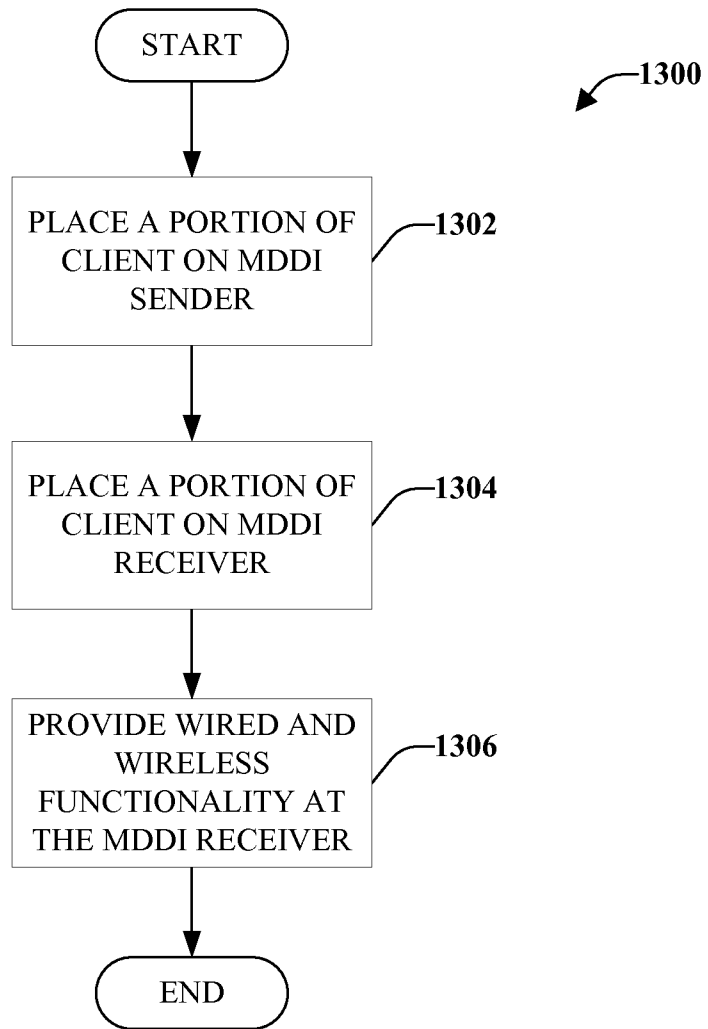 START
1300
PLACE A PORTION OF
CLIENT ON MDDI
SENDER
1302
PLACE A PORTION OF
CLIENT ON MDDI
RECEIVER
1304
PROVIDE WIRED AND
WIRELESS
FUNCTIONALITY AT
THE MDDI RECEIVER
1306
END